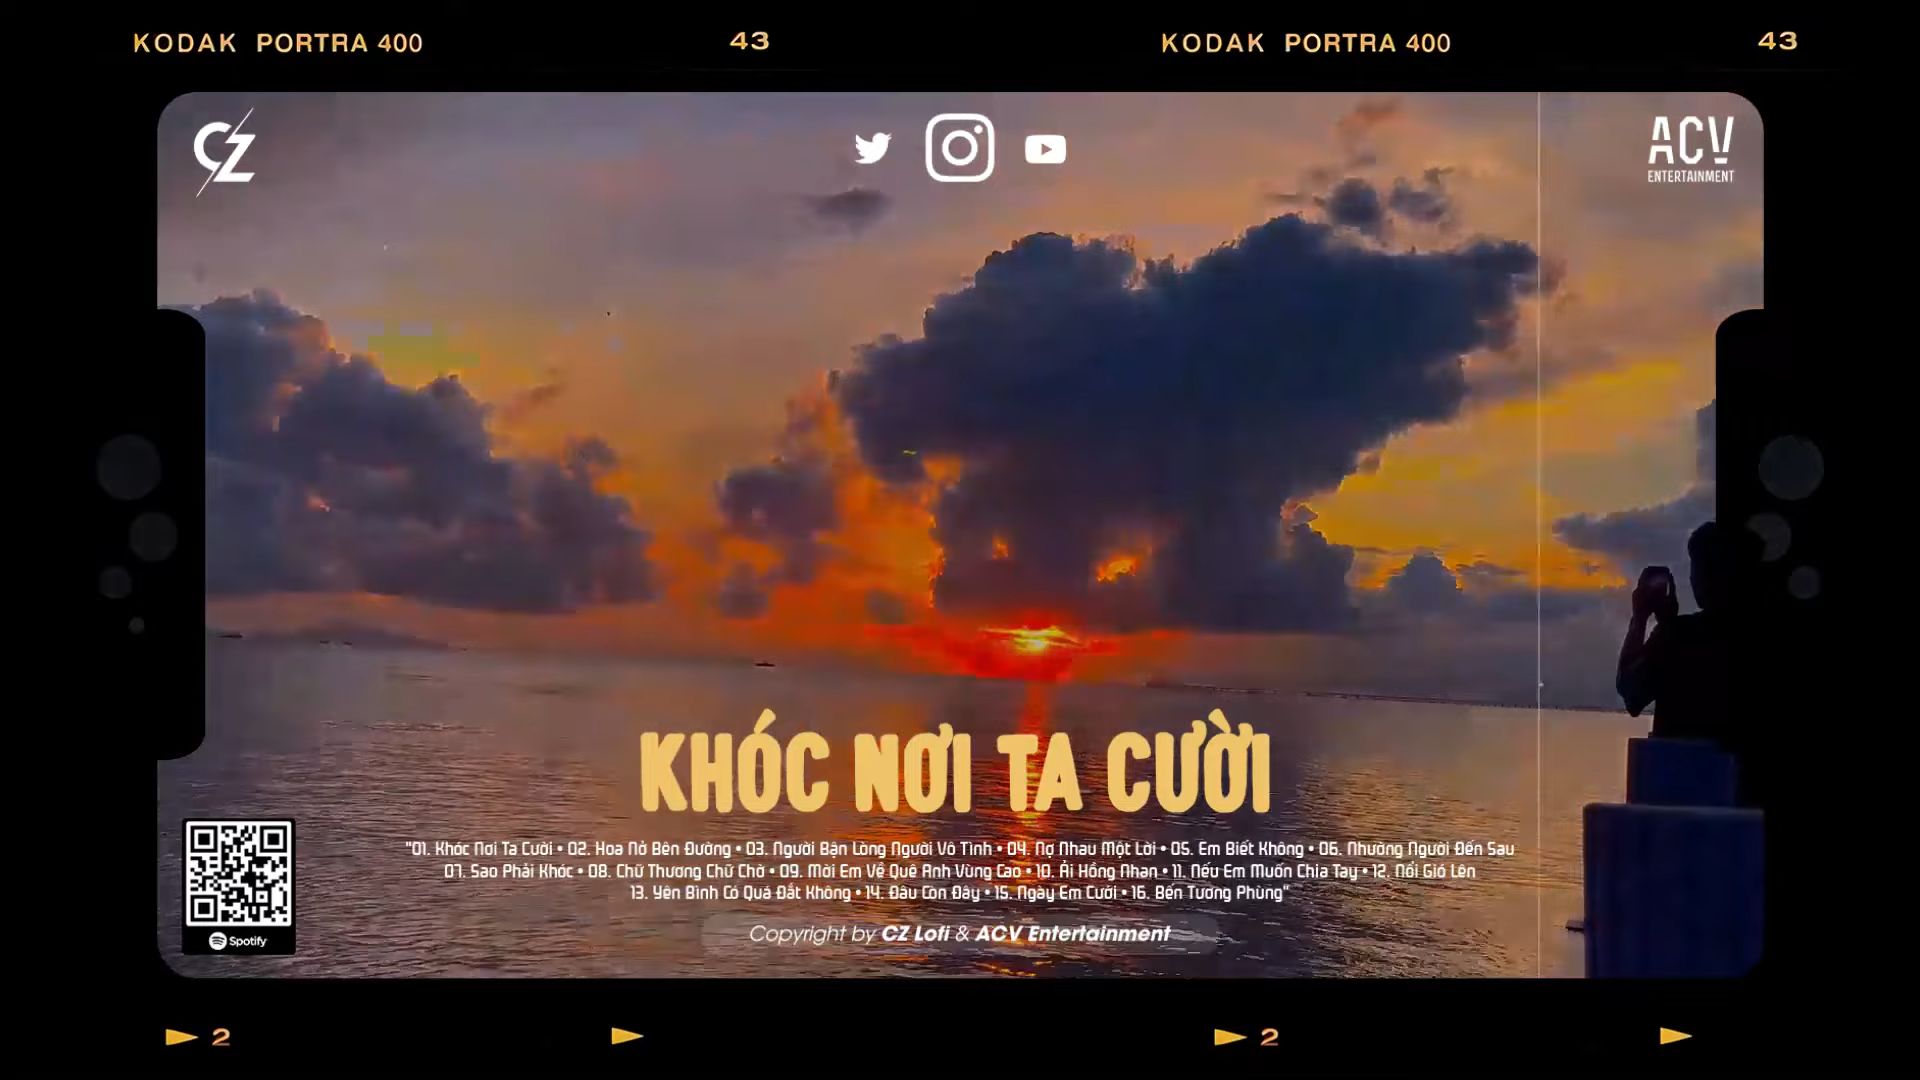 KODAK PORTRA 400 43 KODAK PORTRA 400 43
CZ
ACV
ENTERTAINMENT
KHÓC NƠI TA CƯỜI
"01. Khóc Nơi Ta Cười • 02. Hoa Nở Bên Đường • 03. Người Bận Lòng Người Vô Tình • 04. Nợ Nhau Một Lời • 05. Em Biết Không • 06. Nhường Người Đến Sau
07. Sao Phải Khóc • 08. Chữ Thương Chữ Chờ • 09. Mời Em Về Quê Anh Vùng Cao • 10. Ải Hồng Nhan • 11. Nếu Em Muốn Chia Tay • 12. Nổi Gió Lên
13. Yên Bình Có Quá Đắt Không • 14. Đâu Còn Đây • 15. Ngày Em Cưới • 16. Bến Tương Phùng"
Copyright by CZ Lofi & ACV Entertainment
Spotify
2 2